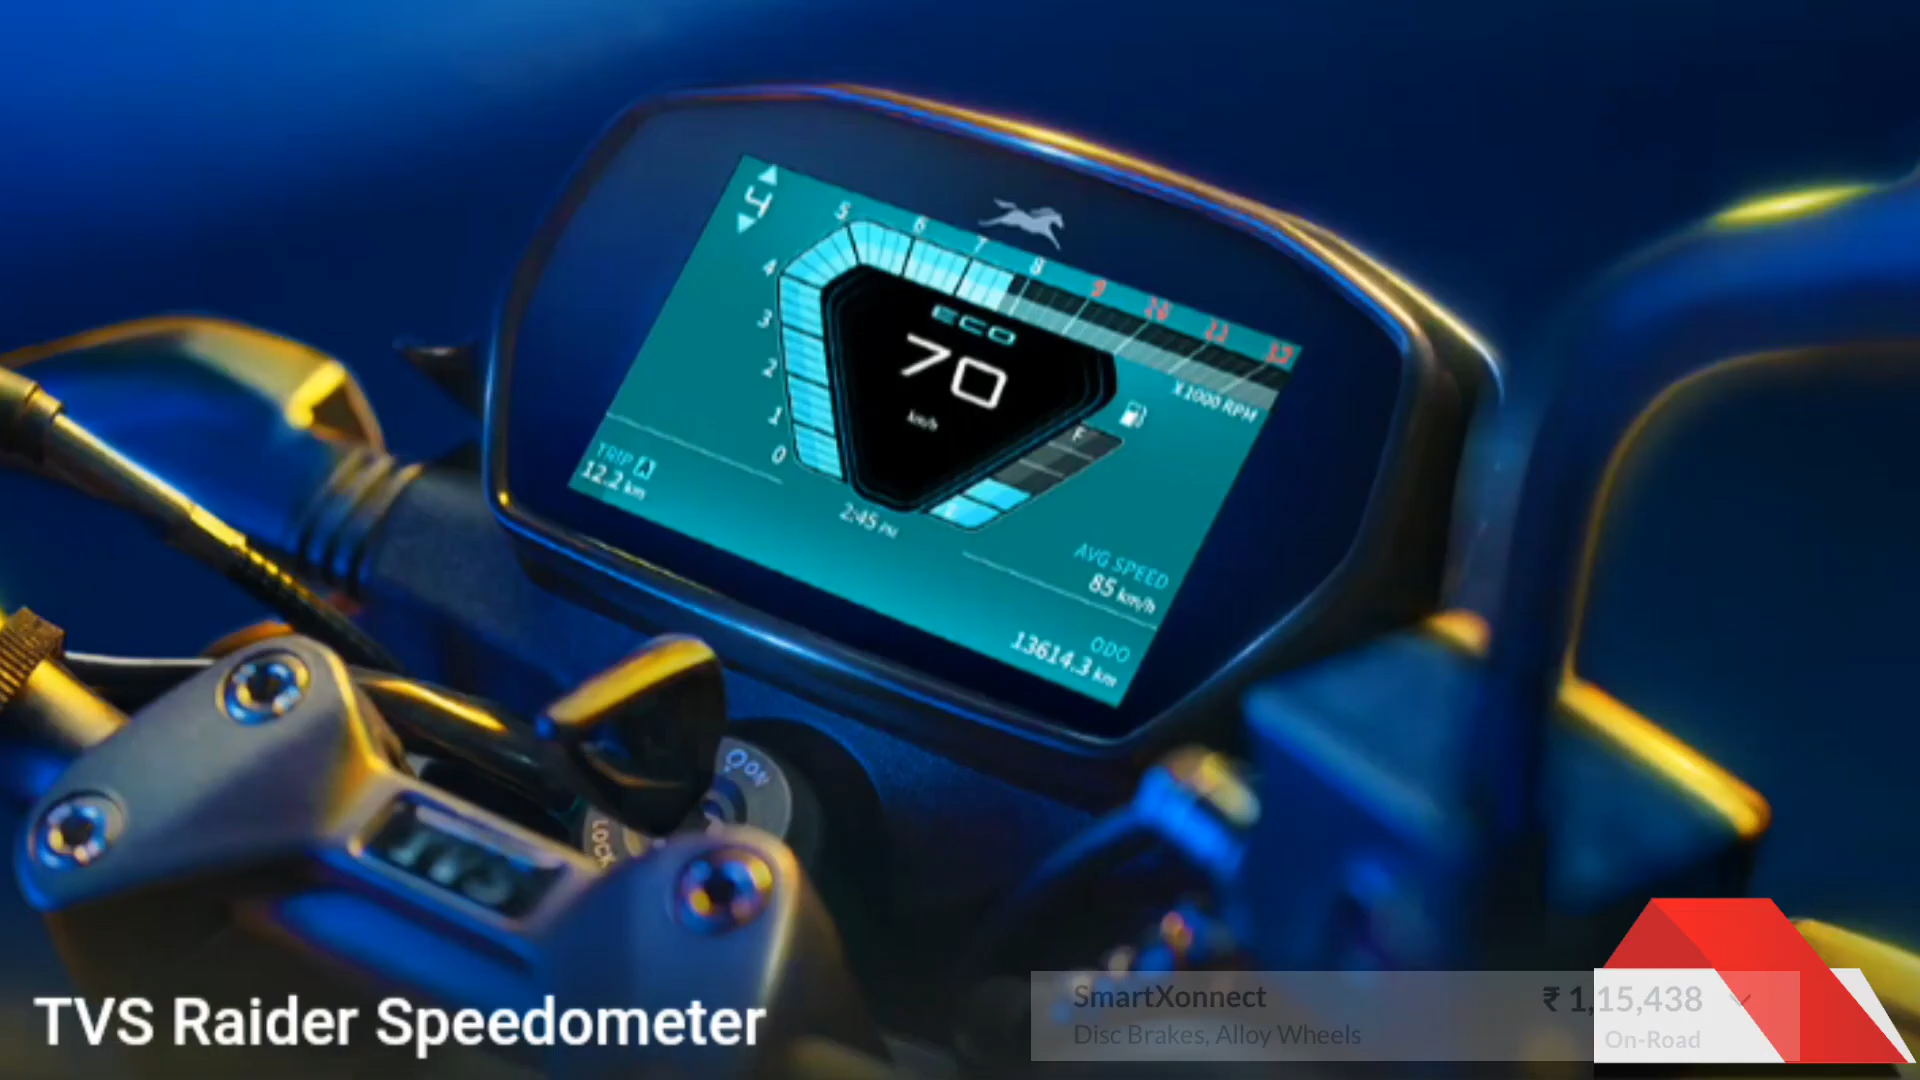 4
5
6
7
8
9
10
11
12
4
3
2
1
0
X1000 RPM
ECO
70
km/h
F
TRIP A
12.2 km
2:45 PM
AVG SPEED
85 km/h
ODO
13614.3 km
ON
LOCK
TVS
TVS Raider Speedometer
SmartXonnect
₹ 1,15,438
Disc Brakes, Alloy Wheels
On-Road